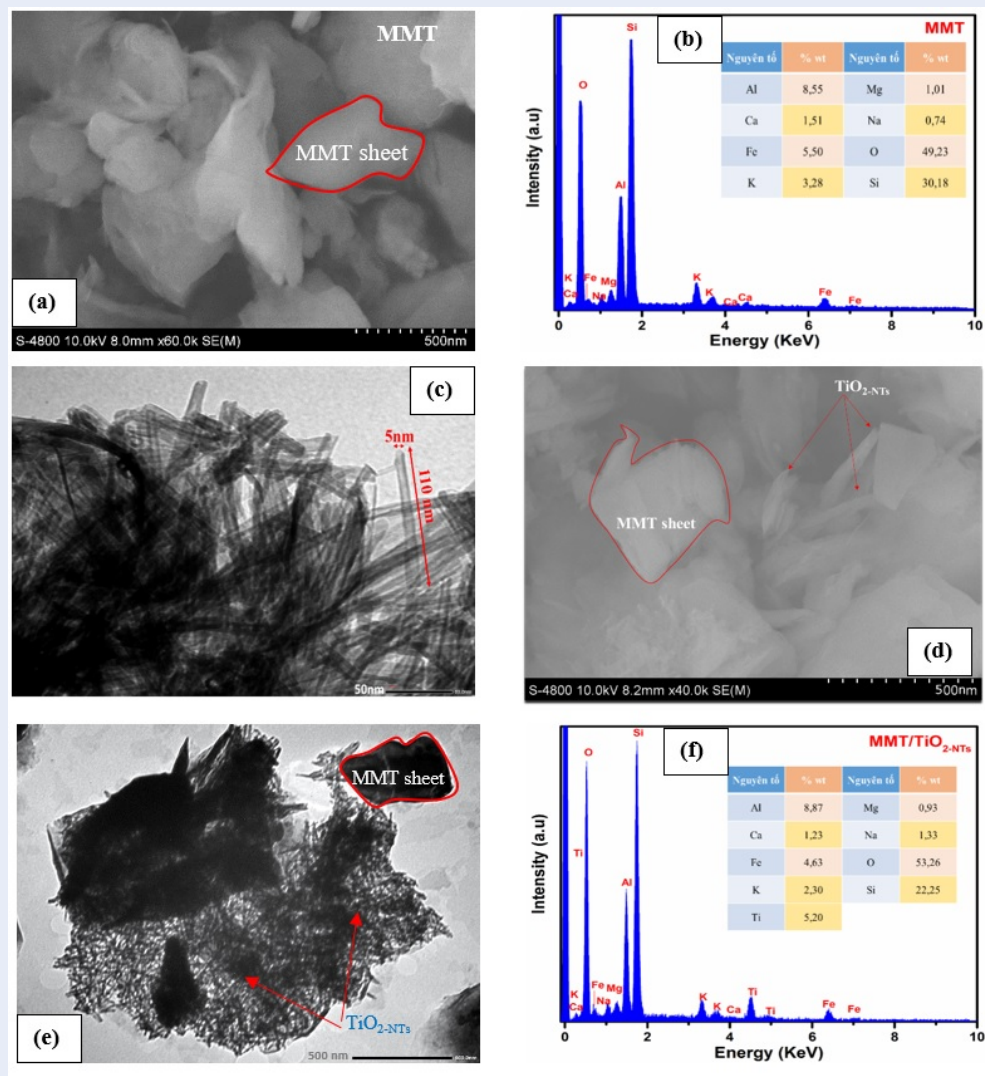 MMT
MMT sheet
(a)
S-4800 10.0kV 8.0mm x60.0k SE(M)
500nm
(b)
MMT
Nguyên tố % wt Nguyên tố % wt
Al 8,55 Mg 1,01
Ca 1,51 Na 0,74
Fe 5,50 O 49,23
K 3,28 Si 30,18
Si
O
Al
K Fe
Ca Na Mg
K
K
Ca Ca
Fe
Fe
Intensity (a.u)
0 2 4 6 8 10
Energy (KeV)
(c)
5nm
110 nm
50nm
TiO2-NTs
MMT sheet
(d)
S-4800 10.0kV 8.2mm x40.0k SE(M)
500nm
MMT sheet
TiO2-NTs
(e)
500 nm
(f)
MMT/TiO2-NTs
Nguyên tố % wt Nguyên tố % wt
Al 8,87 Mg 0,93
Ca 1,23 Na 1,33
Fe 4,63 O 53,26
K 2,30 Si 22,25
Ti 5,20
Si
O
Ti
Al
K Fe
Ca Na Mg
K
K
Ca
Ti
Ti
Fe
Fe
Intensity (a.u)
0 2 4 6 8 10
Energy (KeV)